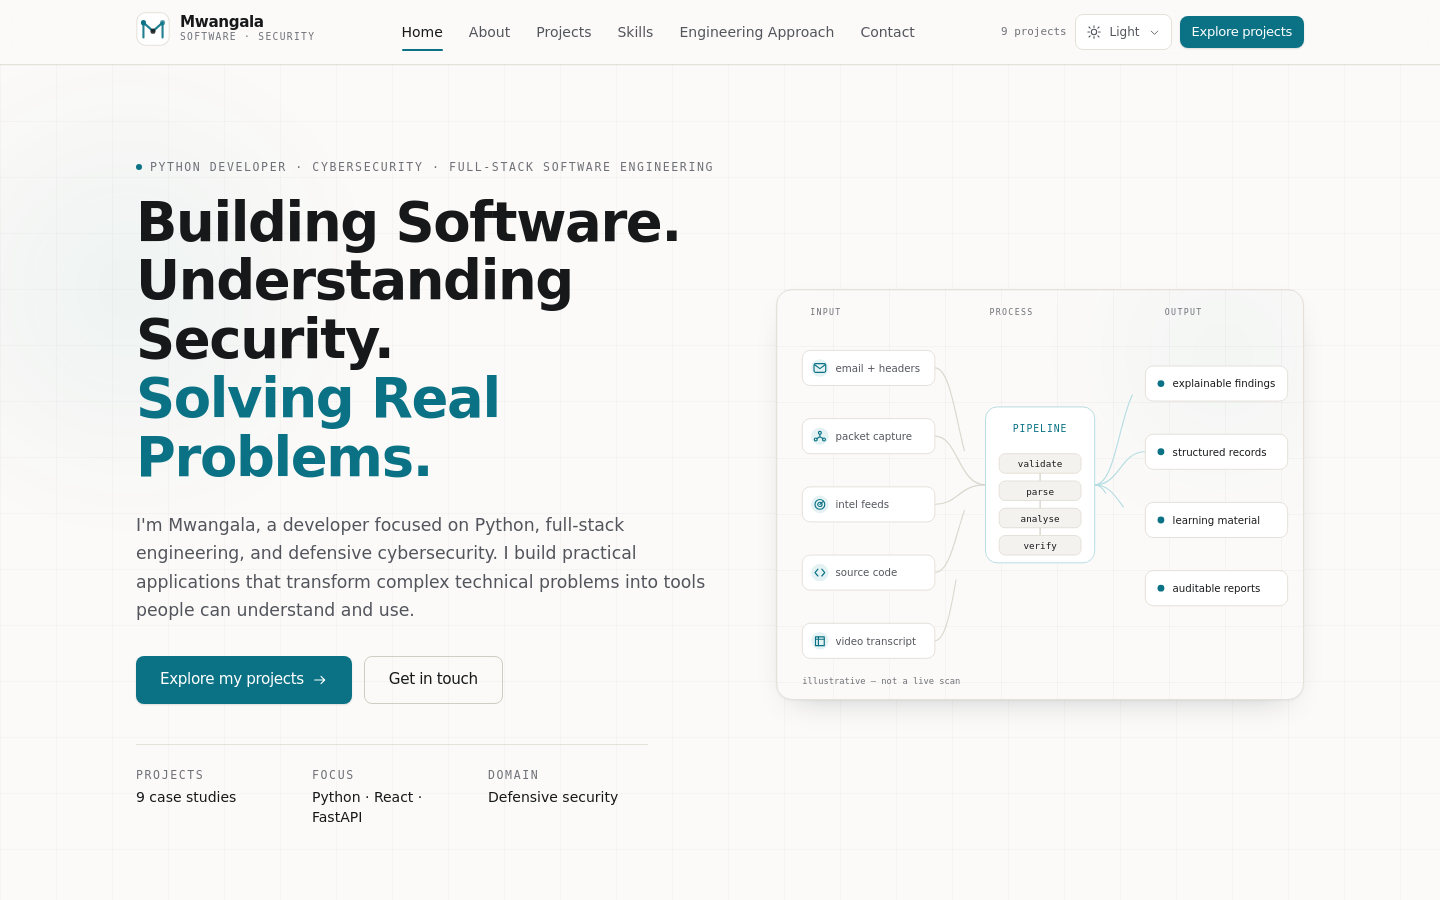 Mwangala
SOFTWARE · SECURITY
Home
About
Projects
Skills
Engineering Approach
Contact
9 projects
Light
Explore projects
PYTHON DEVELOPER · CYBERSECURITY · FULL-STACK SOFTWARE ENGINEERING
Building Software.
Understanding
Security.
Solving Real
Problems.
I'm Mwangala, a developer focused on Python, full-stack
engineering, and defensive cybersecurity. I build practical
applications that transform complex technical problems into tools
people can understand and use.
Explore my projects →
Get in touch
PROJECTS
9 case studies
FOCUS
Python · React ·
FastAPI
DOMAIN
Defensive security
INPUT
email + headers
packet capture
intel feeds
source code
video transcript
PROCESS
PIPELINE
validate
parse
analyse
verify
OUTPUT
explainable findings
structured records
learning material
auditable reports
illustrative — not a live scan